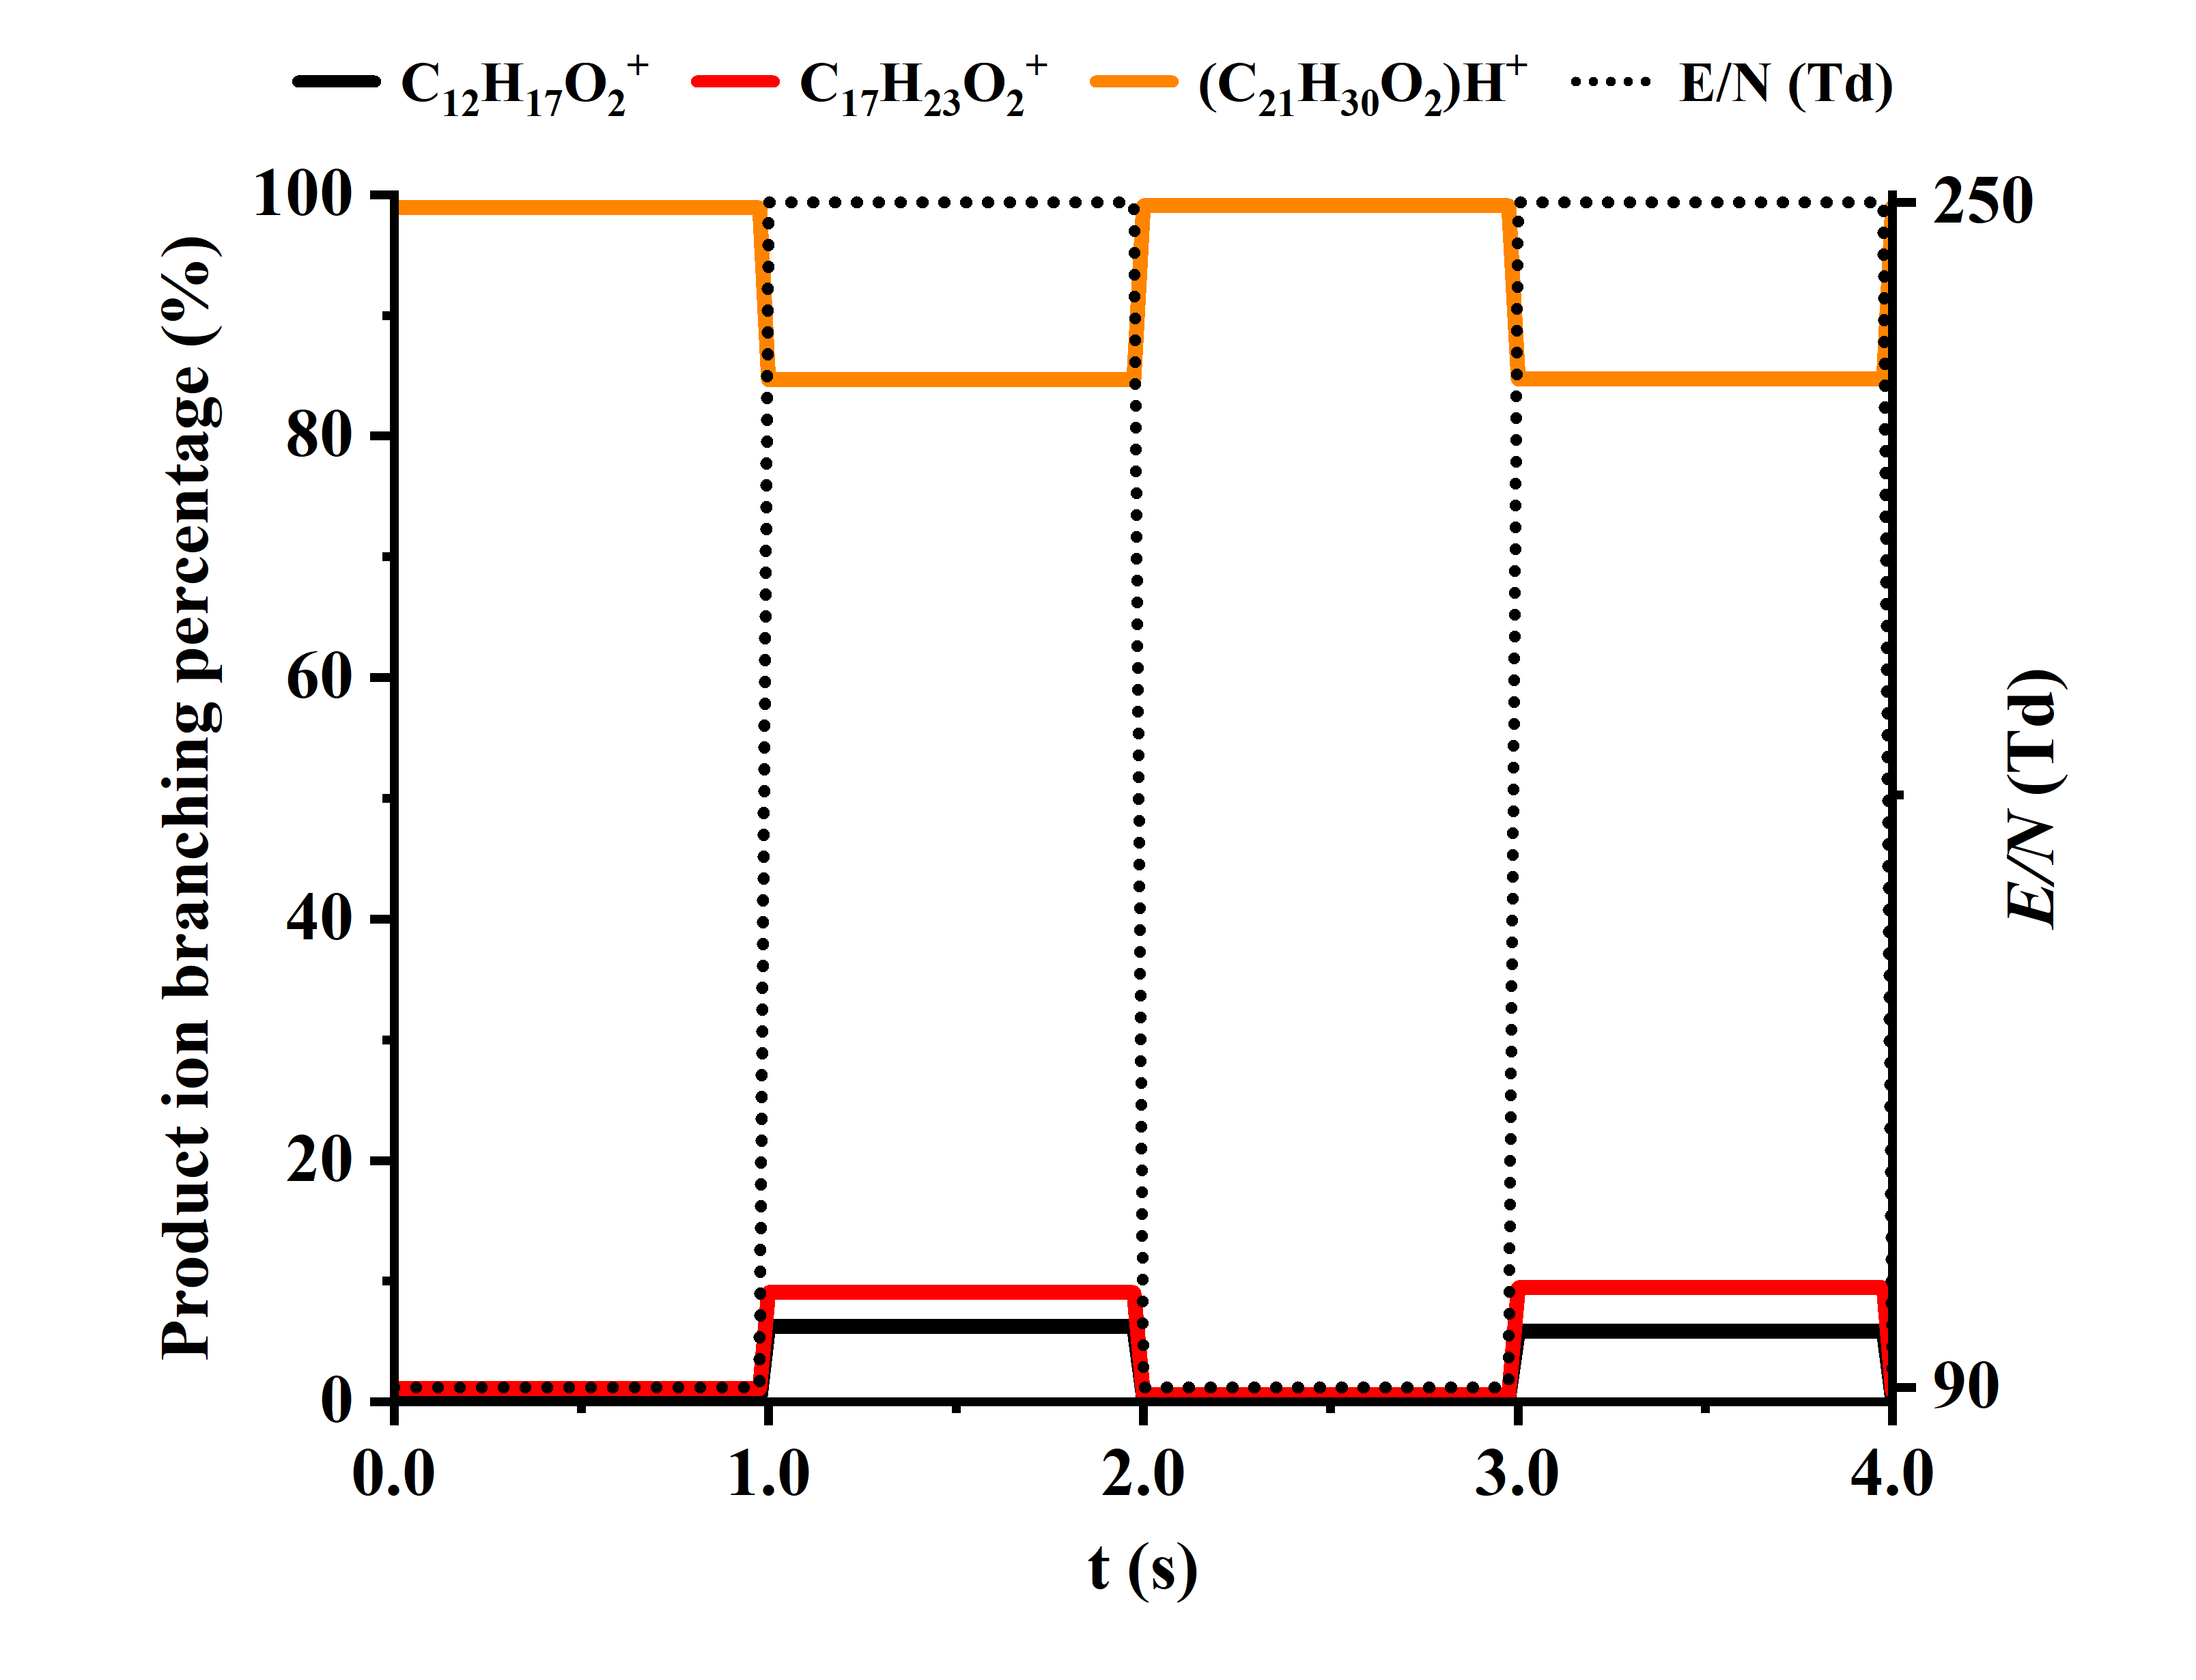 C₁₂H₁₇O₂⁺ C₁₇H₂₃O₂⁺ (C₂₁H₃₀O₂)H⁺ E/N (Td)
Product ion branching percentage (%)
100
80
60
40
20
0
250
90
E/N (Td)
0.0 1.0 2.0 3.0 4.0
t (s)